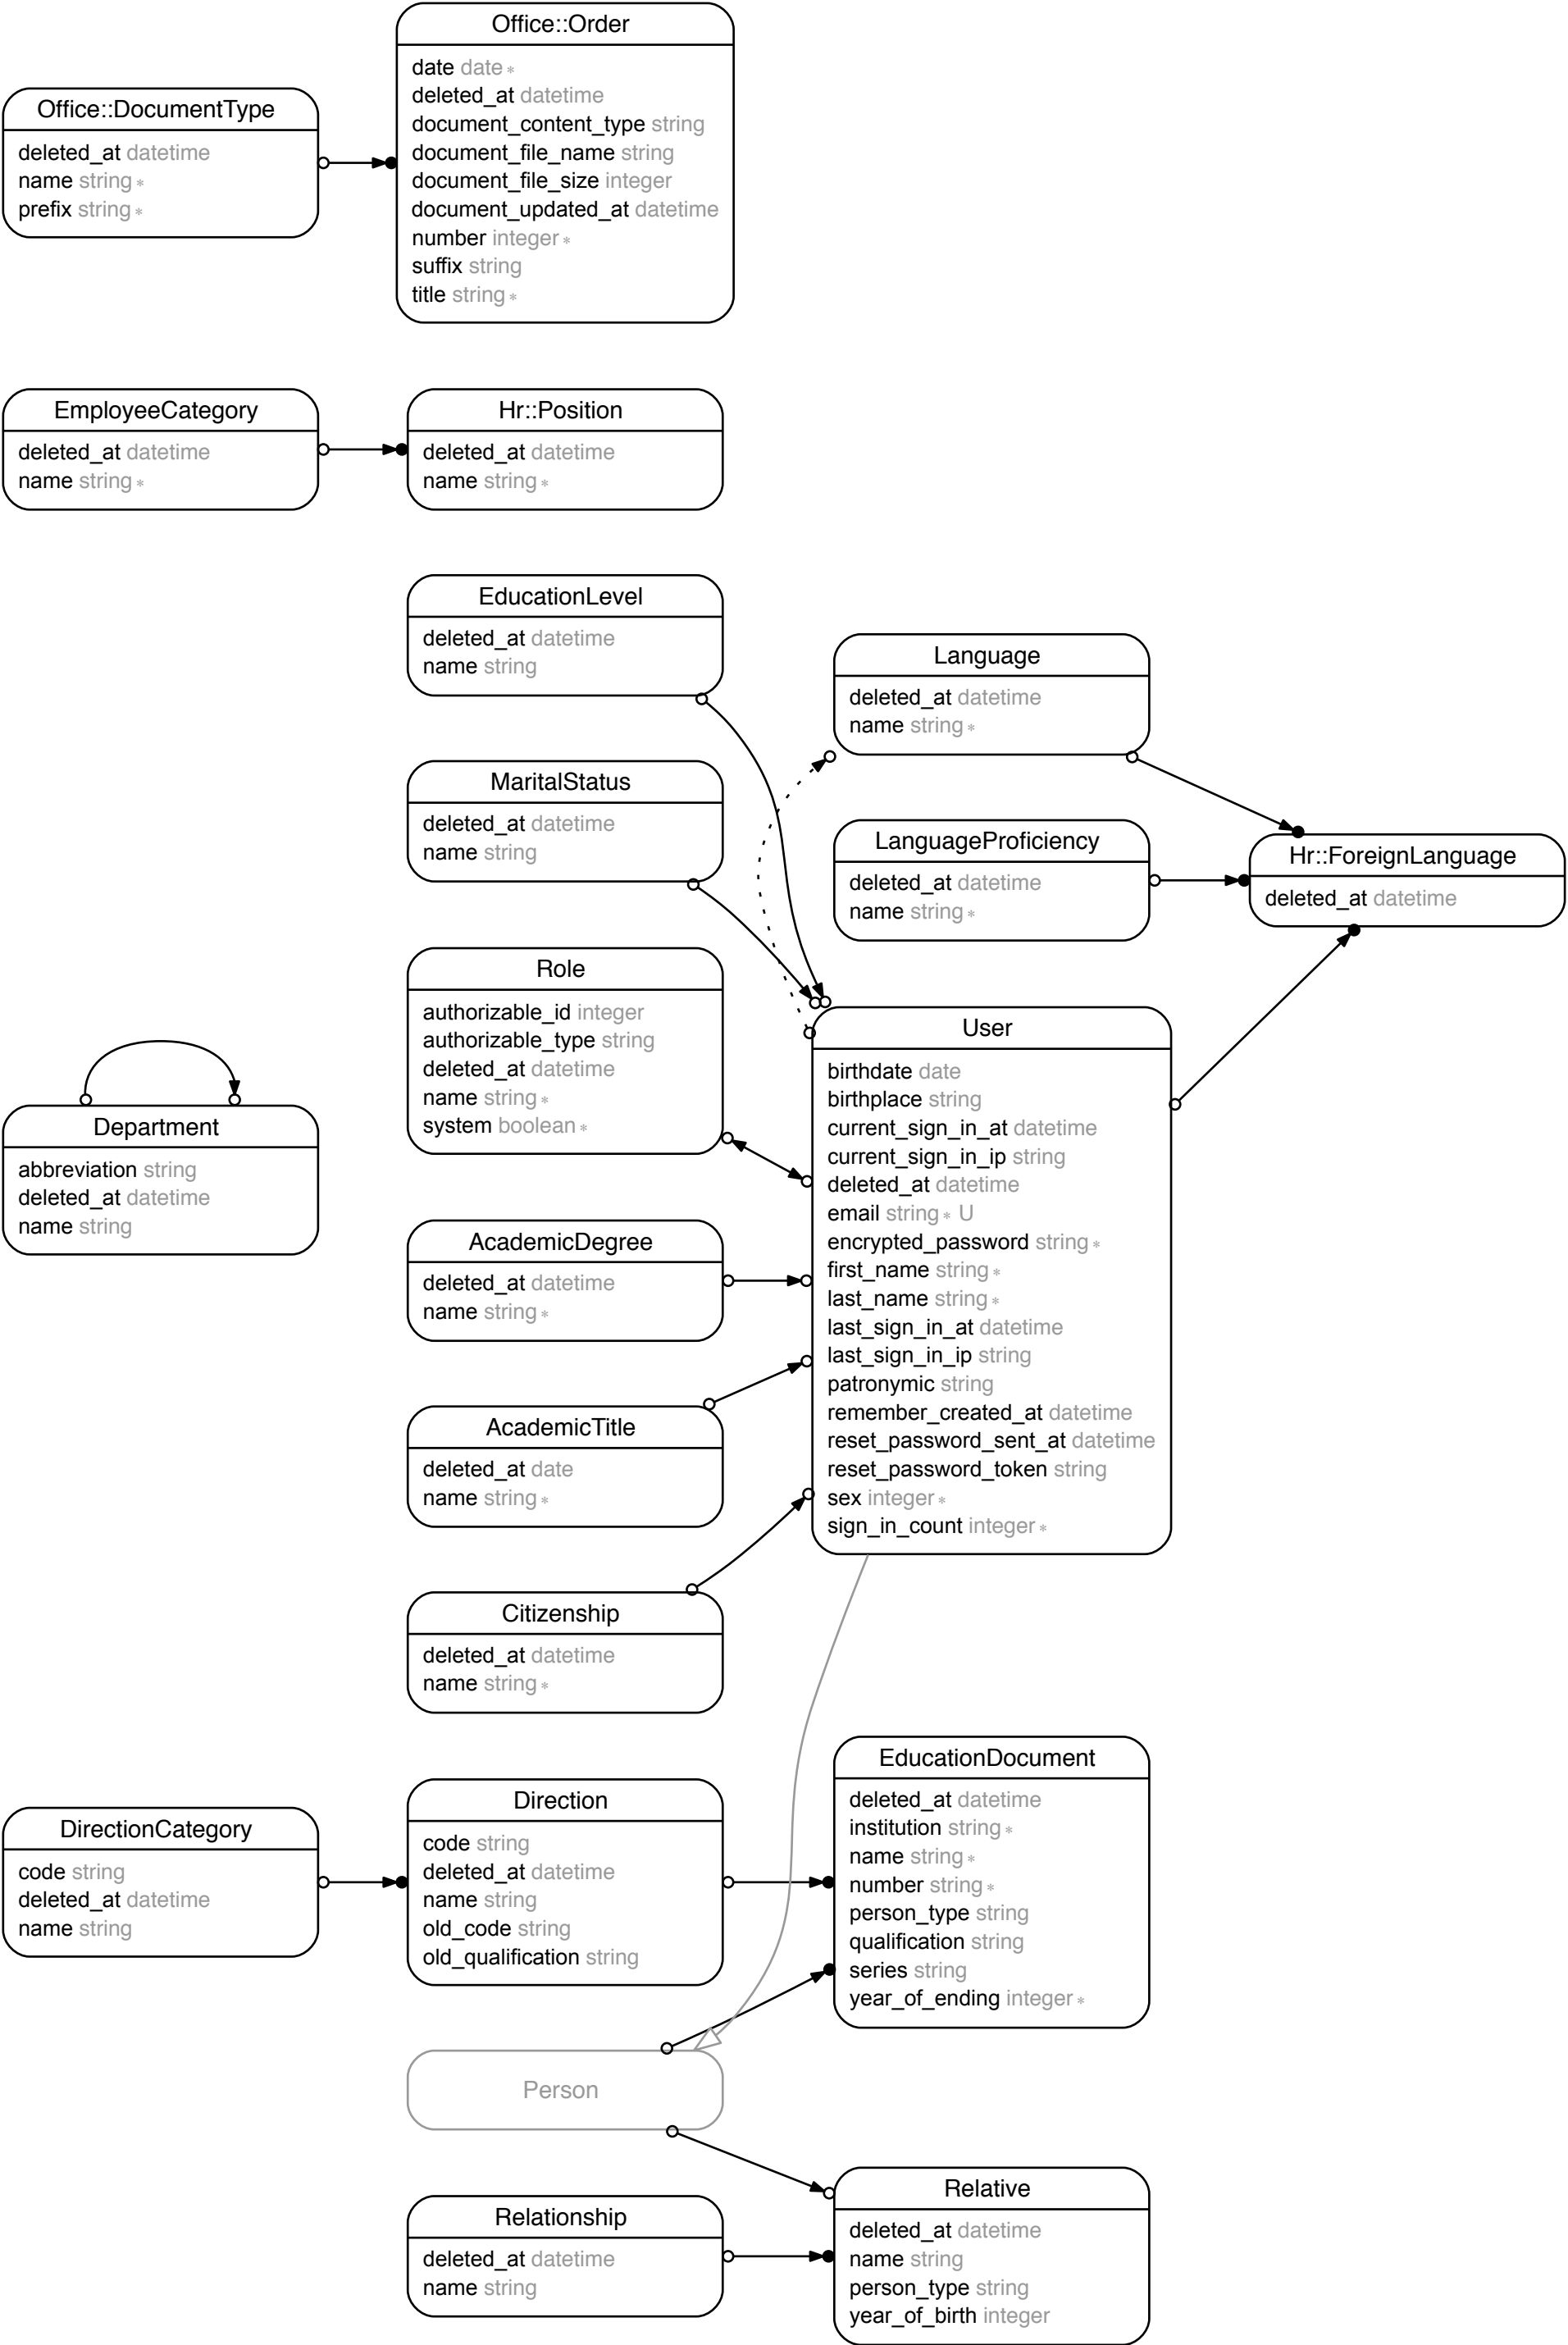 Office::Order
date date *
deleted_at datetime
document_content_type string
document_file_name string
document_file_size integer
document_updated_at datetime
number integer *
suffix string
title string *
Office::DocumentType
deleted_at datetime
name string *
prefix string *
EmployeeCategory
deleted_at datetime
name string *
Hr::Position
deleted_at datetime
name string *
EducationLevel
deleted_at datetime
name string
Language
deleted_at datetime
name string *
MaritalStatus
deleted_at datetime
name string
LanguageProficiency
deleted_at datetime
name string *
Hr::ForeignLanguage
deleted_at datetime
Role
authorizable_id integer
authorizable_type string
deleted_at datetime
name string *
system boolean *
User
birthdate date
birthplace string
current_sign_in_at datetime
current_sign_in_ip string
deleted_at datetime
email string * U
encrypted_password string *
first_name string *
last_name string *
last_sign_in_at datetime
last_sign_in_ip string
patronymic string
remember_created_at datetime
reset_password_sent_at datetime
reset_password_token string
sex integer *
sign_in_count integer *
Department
abbreviation string
deleted_at datetime
name string
AcademicDegree
deleted_at datetime
name string *
AcademicTitle
deleted_at date
name string *
Citizenship
deleted_at datetime
name string *
DirectionCategory
code string
deleted_at datetime
name string
Direction
code string
deleted_at datetime
name string
old_code string
old_qualification string
EducationDocument
deleted_at datetime
institution string *
name string *
number string *
person_type string
qualification string
series string
year_of_ending integer *
Person
Relationship
deleted_at datetime
name string
Relative
deleted_at datetime
name string
person_type string
year_of_birth integer